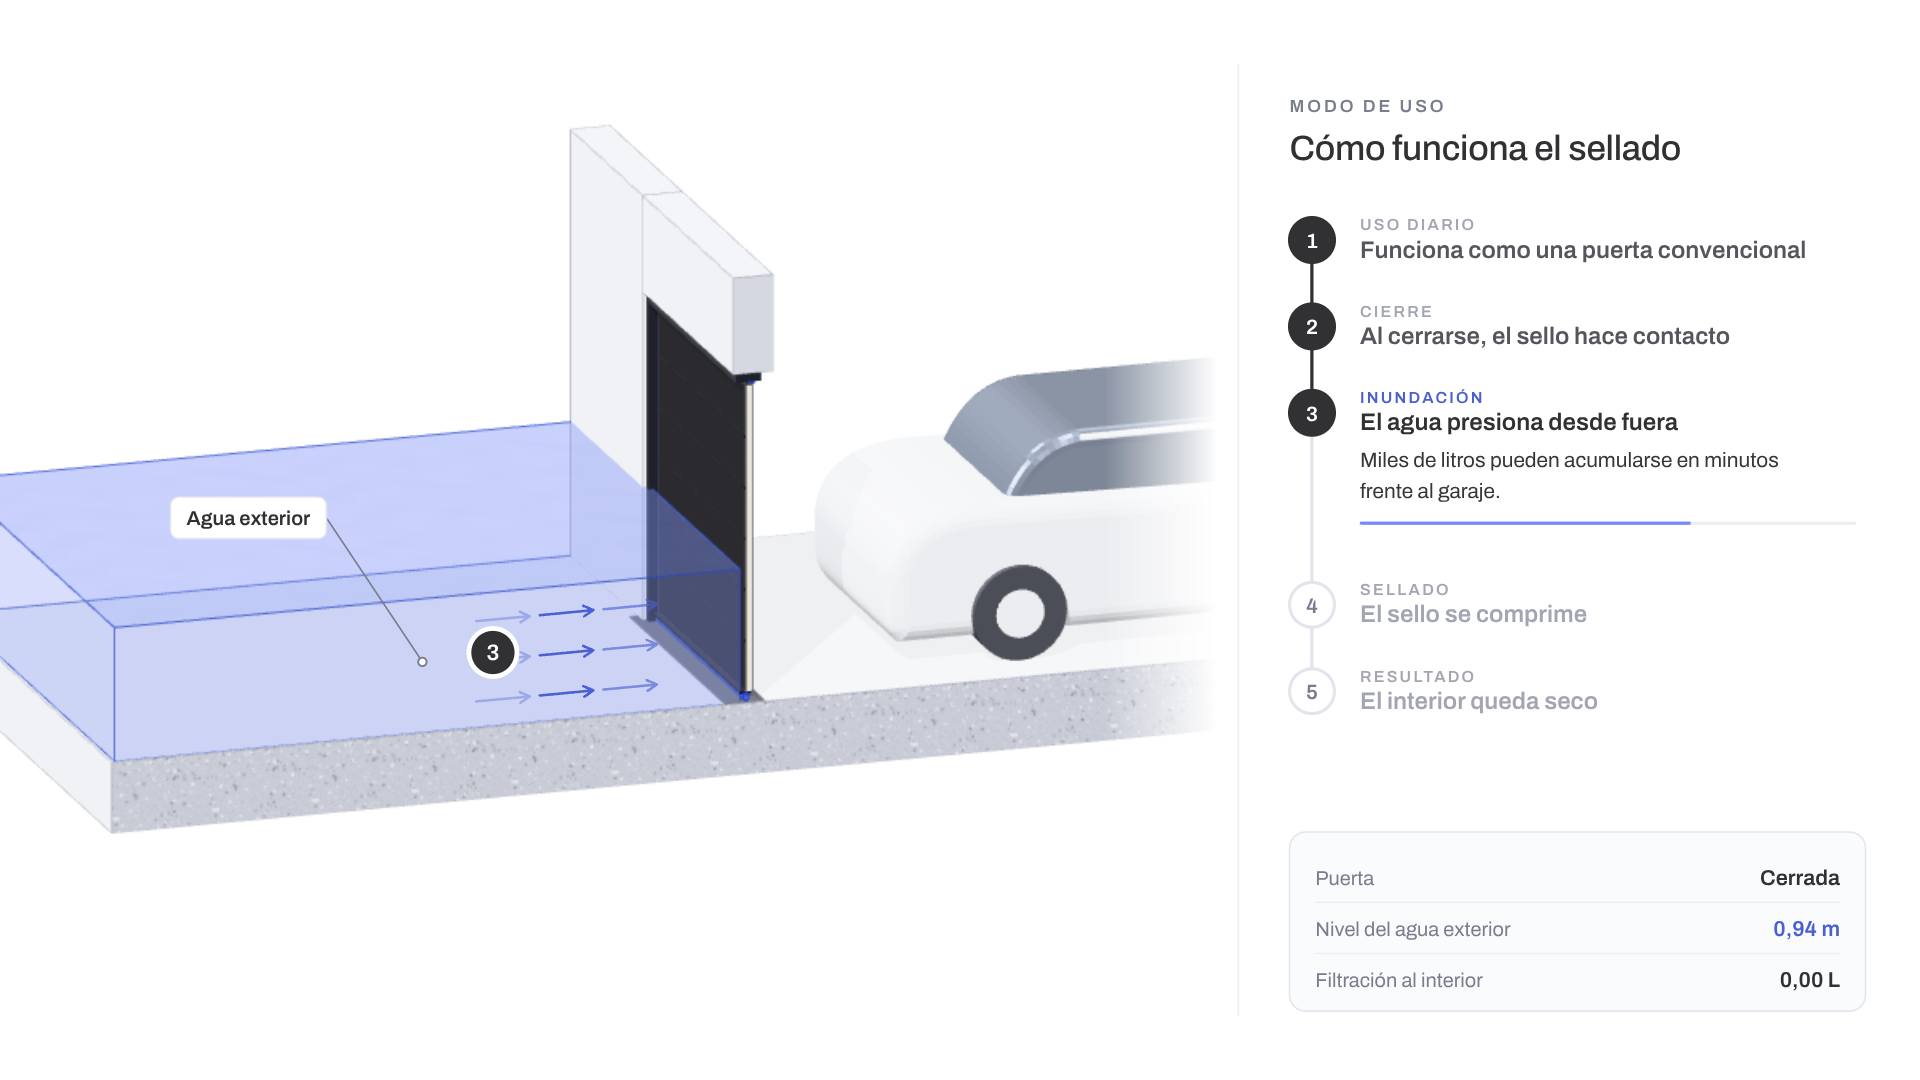 MODO DE USO
Cómo funciona el sellado
1
USO DIARIO
Funciona como una puerta convencional
2
CIERRE
Al cerrarse, el sello hace contacto
3
INUNDACIÓN
El agua presiona desde fuera
Miles de litros pueden acumularse en minutos
frente al garaje.
4
SELLADO
El sello se comprime
5
RESULTADO
El interior queda seco
Agua exterior
3
Puerta Cerrada
Nivel del agua exterior 0,94 m
Filtración al interior 0,00 L